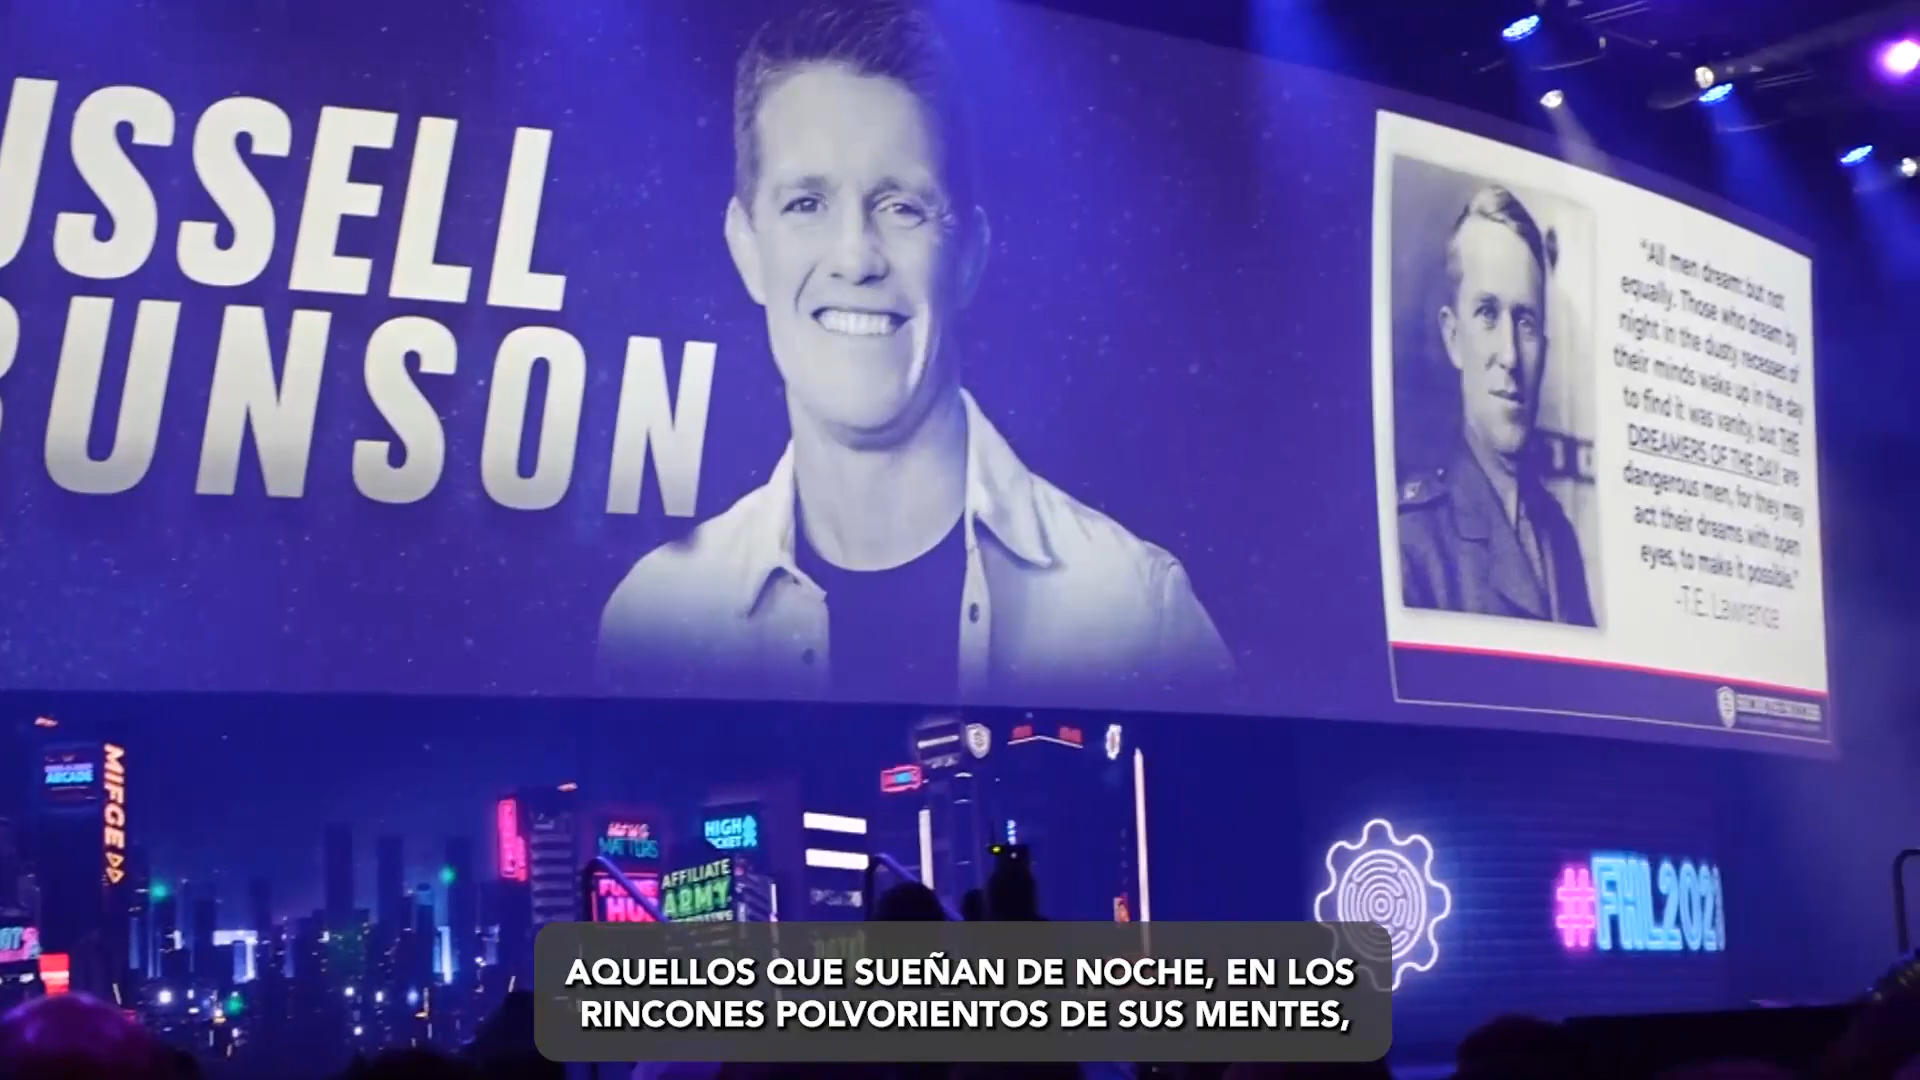 USSELL
BUNSON
“All men dream: but not
equally. Those who dream by
night in the dusty recesses of
their minds wake up in the day
to find it was vanity, but THE
DREAMERS OF THE DAY are
dangerous men, for they may
act their dreams with open
eyes, to make it possible.”
-T.E. Lawrence
ARCADE
MIFGE
MATTERS
HIGH
AFFILIATE
ARMY
#FHL2021
AQUELLOS QUE SUEÑAN DE NOCHE, EN LOS
RINCONES POLVORIENTOS DE SUS MENTES,